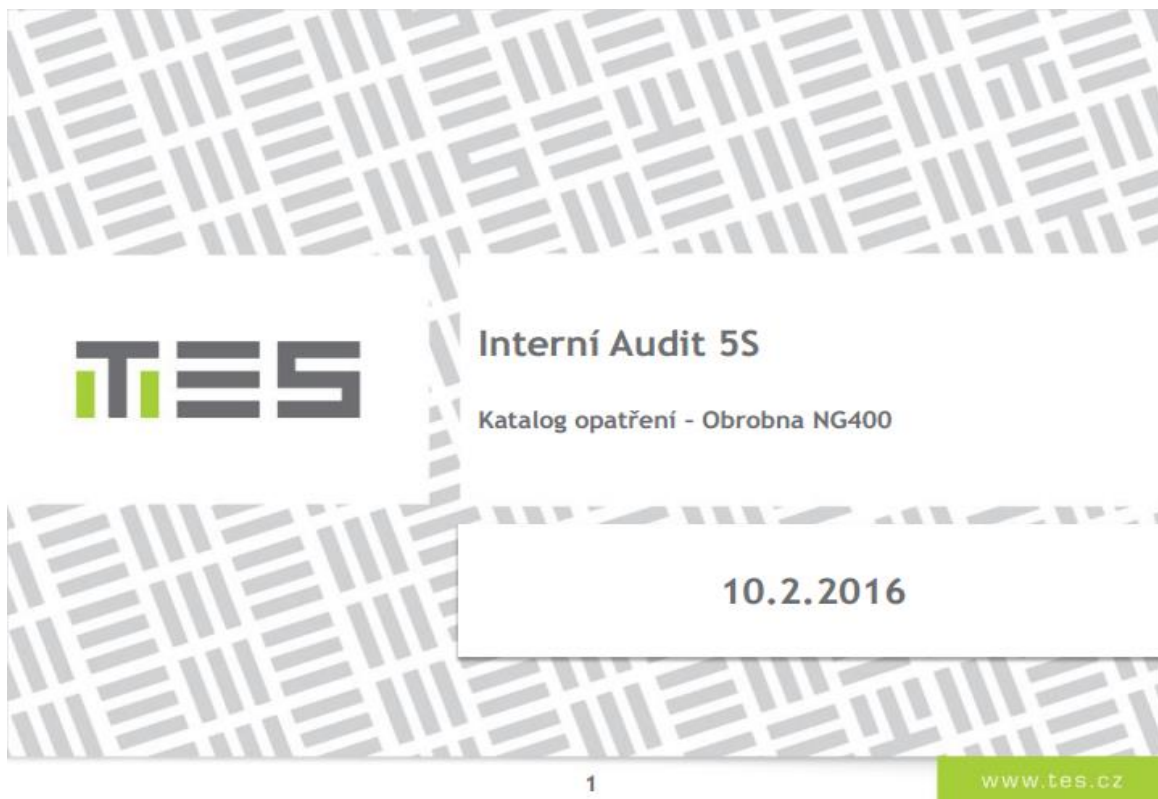 TES
Interní Audit 5S
Katalog opatření – Obrobna NG400
10.2.2016
1
www.tes.cz